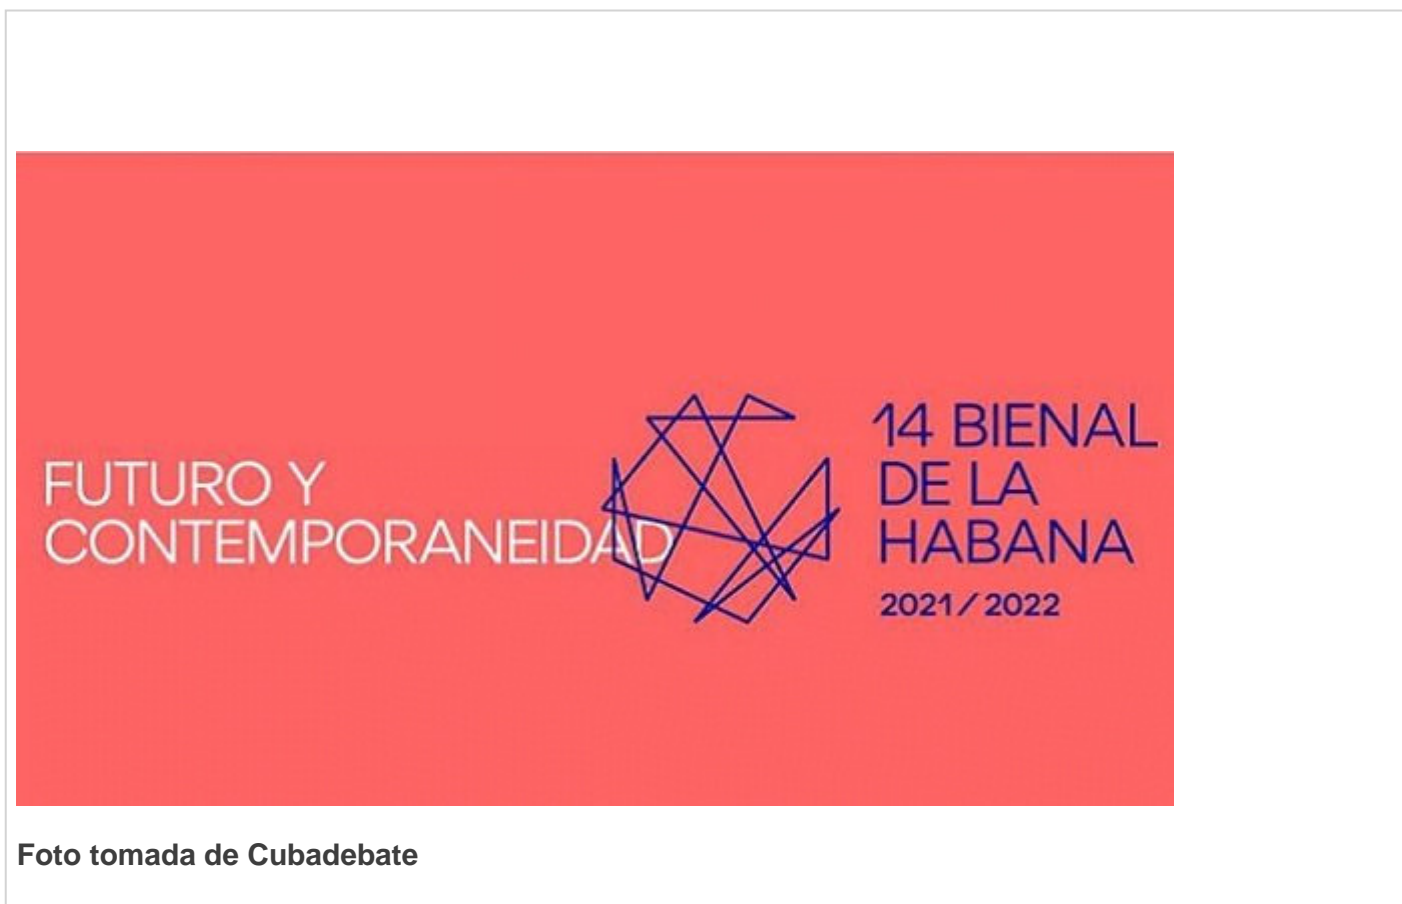 FUTURO Y
CONTEMPORANEIDAD
14 BIENAL
DE LA
HABANA
2021/2022
Foto tomada de Cubadebate